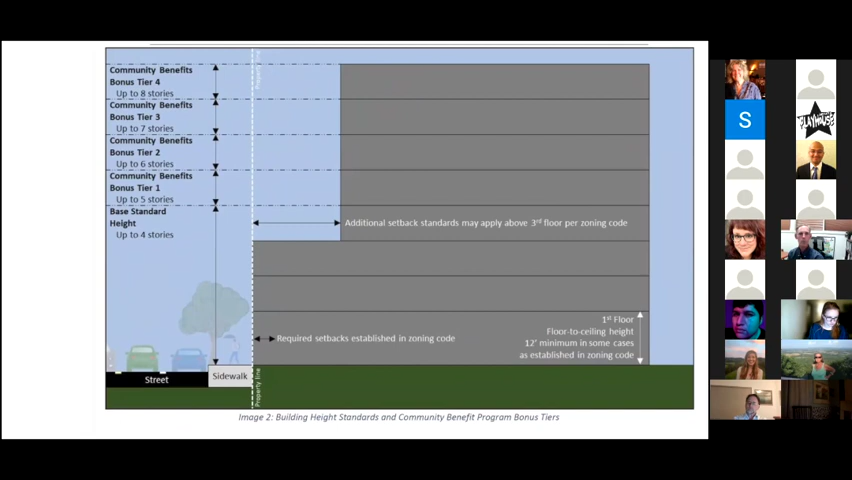 Property line
Community Benefits
Bonus Tier 4
Up to 8 stories
Community Benefits
Bonus Tier 3
Up to 7 stories
Community Benefits
Bonus Tier 2
Up to 6 stories
Community Benefits
Bonus Tier 1
Up to 5 stories
Base Standard
Height
Up to 4 stories
Additional setback standards may apply above 3rd floor per zoning code
1st Floor
Floor-to-ceiling height
12' minimum in some cases
as established in zoning code
Required setbacks established in zoning code
Street
Sidewalk
Property line
Image 2: Building Height Standards and Community Benefit Program Bonus Tiers
S
PLAYHOUSE